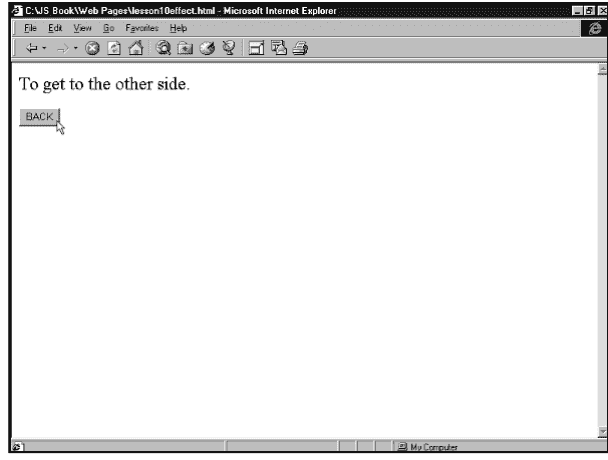 C:\JS Book\Web Pages\lesson10effect.html - Microsoft Internet Explorer
File Edit View Go Favorites Help
To get to the other side.
BACK
My Computer